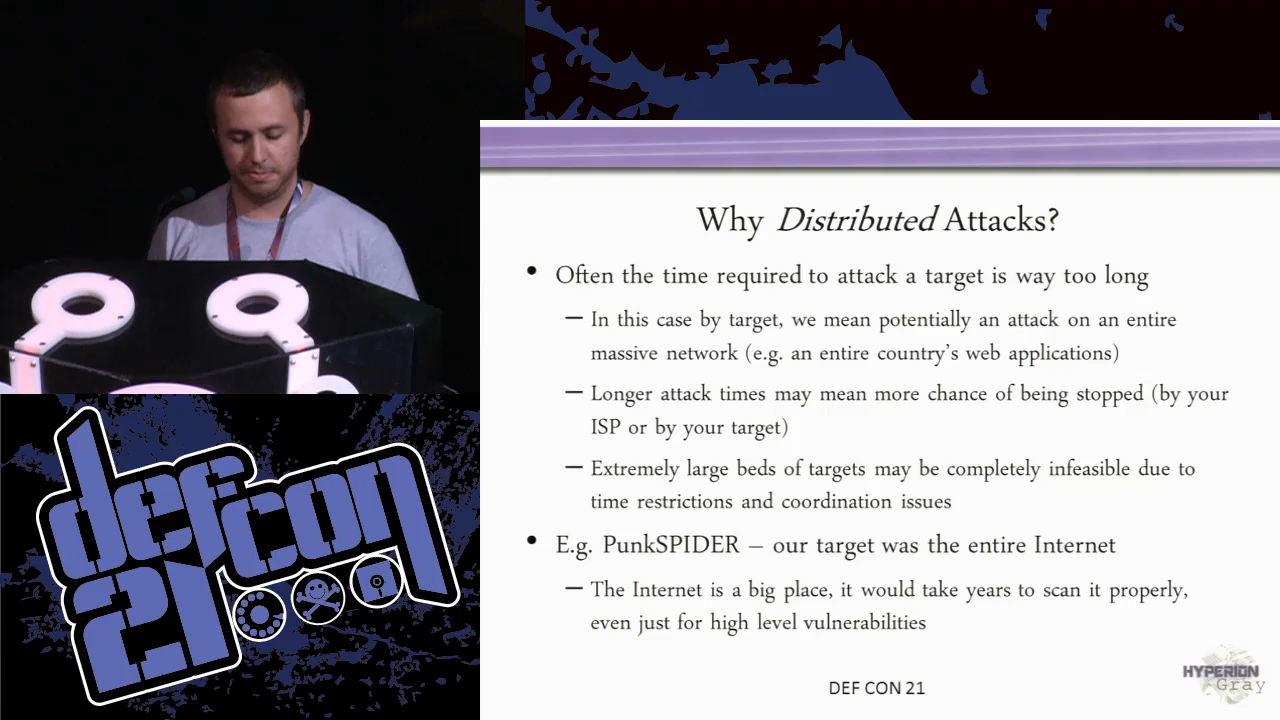 Why Distributed Attacks?
• Often the time required to attack a target is way too long
– In this case by target, we mean potentially an attack on an entire
massive network (e.g. an entire country's web applications)
– Longer attack times may mean more chance of being stopped (by your
ISP or by your target)
– Extremely large beds of targets may be completely infeasible due to
time restrictions and coordination issues
• E.g. PunkSPIDER – our target was the entire Internet
– The Internet is a big place, it would take years to scan it properly,
even just for high level vulnerabilities
DEF CON 21
HYPERION
Gray
defcon
21